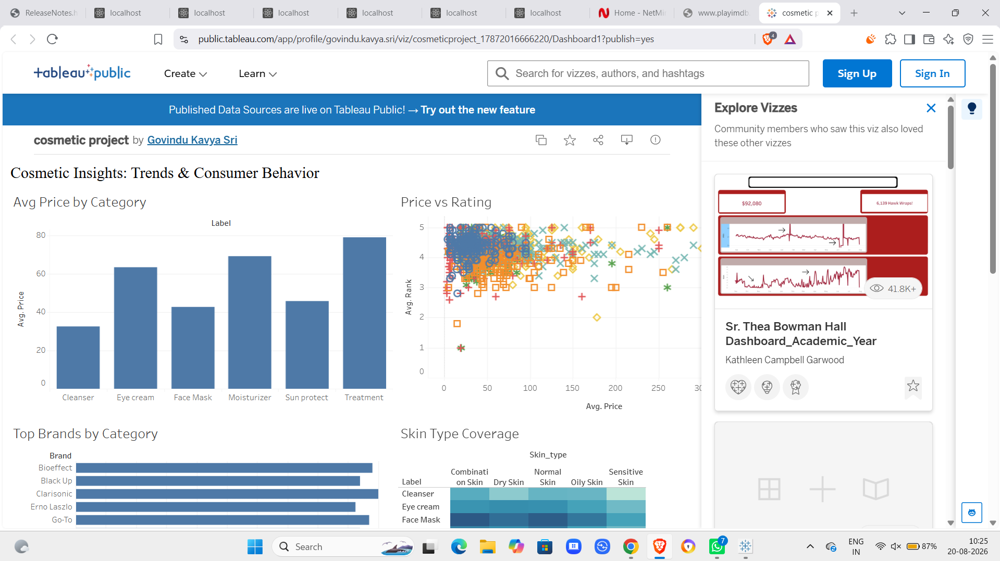 ReleaseNotes.h
localhost
localhost
localhost
localhost
localhost
localhost
Home - NetMir
www.playimdb.
cosmetic p
public.tableau.com/app/profile/govindu.kavya.sri/viz/cosmeticproject_17872016666220/Dashboard1?publish=yes
4
tableau public
Create
Learn
Search for vizzes, authors, and hashtags
Sign Up
Sign In
Published Data Sources are live on Tableau Public! → Try out the new feature
cosmetic project by Govindu Kavya Sri
Cosmetic Insights: Trends & Consumer Behavior
Avg Price by Category
Label
80
60
40
20
0
Avg. Price
Cleanser
Eye cream
Face Mask
Moisturizer
Sun protect
Treatment
Price vs Rating
5
4
3
2
1
0
Avg. Rank
0
50
100
150
200
250
30
Avg. Price
Top Brands by Category
Brand
Bioeffect
Black Up
Clarisonic
Erno Laszlo
Go-To
Skin Type Coverage
Skin_type
Label
Combinati
on Skin
Dry Skin
Normal
Skin
Oily Skin
Sensitive
Skin
Cleanser
Eye cream
Face Mask
Explore Vizzes
Community members who saw this viz also loved
these other vizzes
$92,080
6,139 Hawk Wraps!
41.8K+
Sr. Thea Bowman Hall
Dashboard_Academic_Year
Kathleen Campbell Garwood
Search
7
ENG
IN
87%
10:25
20-08-2026